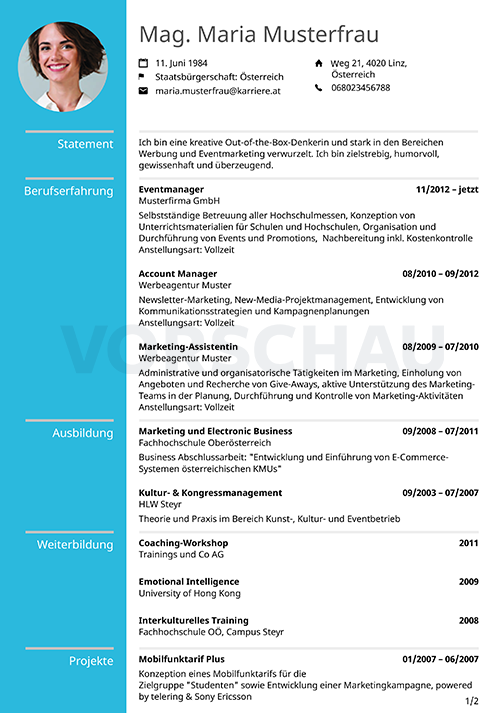 Mag. Maria Musterfrau
11. Juni 1984
Staatsbürgerschaft: Österreich
maria.musterfrau@karriere.at
Weg 21, 4020 Linz,
Österreich
068023456788
Statement
Ich bin eine kreative Out-of-the-Box-Denkerin und stark in den Bereichen
Werbung und Eventmarketing verwurzelt. Ich bin zielstrebig, humorvoll,
gewissenhaft und überzeugend.
Berufserfahrung
Eventmanager 11/2012 – jetzt
Musterfirma GmbH
Selbstständige Betreuung aller Hochschulmessen, Konzeption von
Unterrichtsmaterialien für Schulen und Hochschulen, Organisation und
Durchführung von Events und Promotions, Nachbereitung inkl. Kostenkontrolle
Anstellungsart: Vollzeit
Account Manager 08/2010 – 09/2012
Werbeagentur Muster
Newsletter-Marketing, New-Media-Projektmanagement, Entwicklung von
Kommunikationsstrategien und Kampagnenplanungen
Anstellungsart: Vollzeit
VORSCHAU
Marketing-Assistentin 08/2009 – 07/2010
Werbeagentur Muster
Administrative und organisatorische Tätigkeiten im Marketing, Einholung von
Angeboten und Recherche von Give-Aways, aktive Unterstützung des Marketing-
Teams in der Planung, Durchführung und Kontrolle von Marketing-Aktivitäten
Anstellungsart: Vollzeit
Ausbildung
Marketing und Electronic Business 09/2008 – 07/2011
Fachhochschule Oberösterreich
Business Abschlussarbeit: "Entwicklung und Einführung von E-Commerce-
Systemen österreichischen KMUs"
Kultur- & Kongressmanagement 09/2003 – 07/2007
HLW Steyr
Theorie und Praxis im Bereich Kunst-, Kultur- und Eventbetrieb
Weiterbildung
Coaching-Workshop 2011
Trainings und Co AG
Emotional Intelligence 2009
University of Hong Kong
Interkulturelles Training 2008
Fachhochschule OÖ, Campus Steyr
Projekte
Mobilfunktarif Plus 01/2007 – 06/2007
Konzeption eines Mobilfunktarifs für die
Zielgruppe "Studenten" sowie Entwicklung einer Marketingkampagne, powered
by telering & Sony Ericsson
1/2